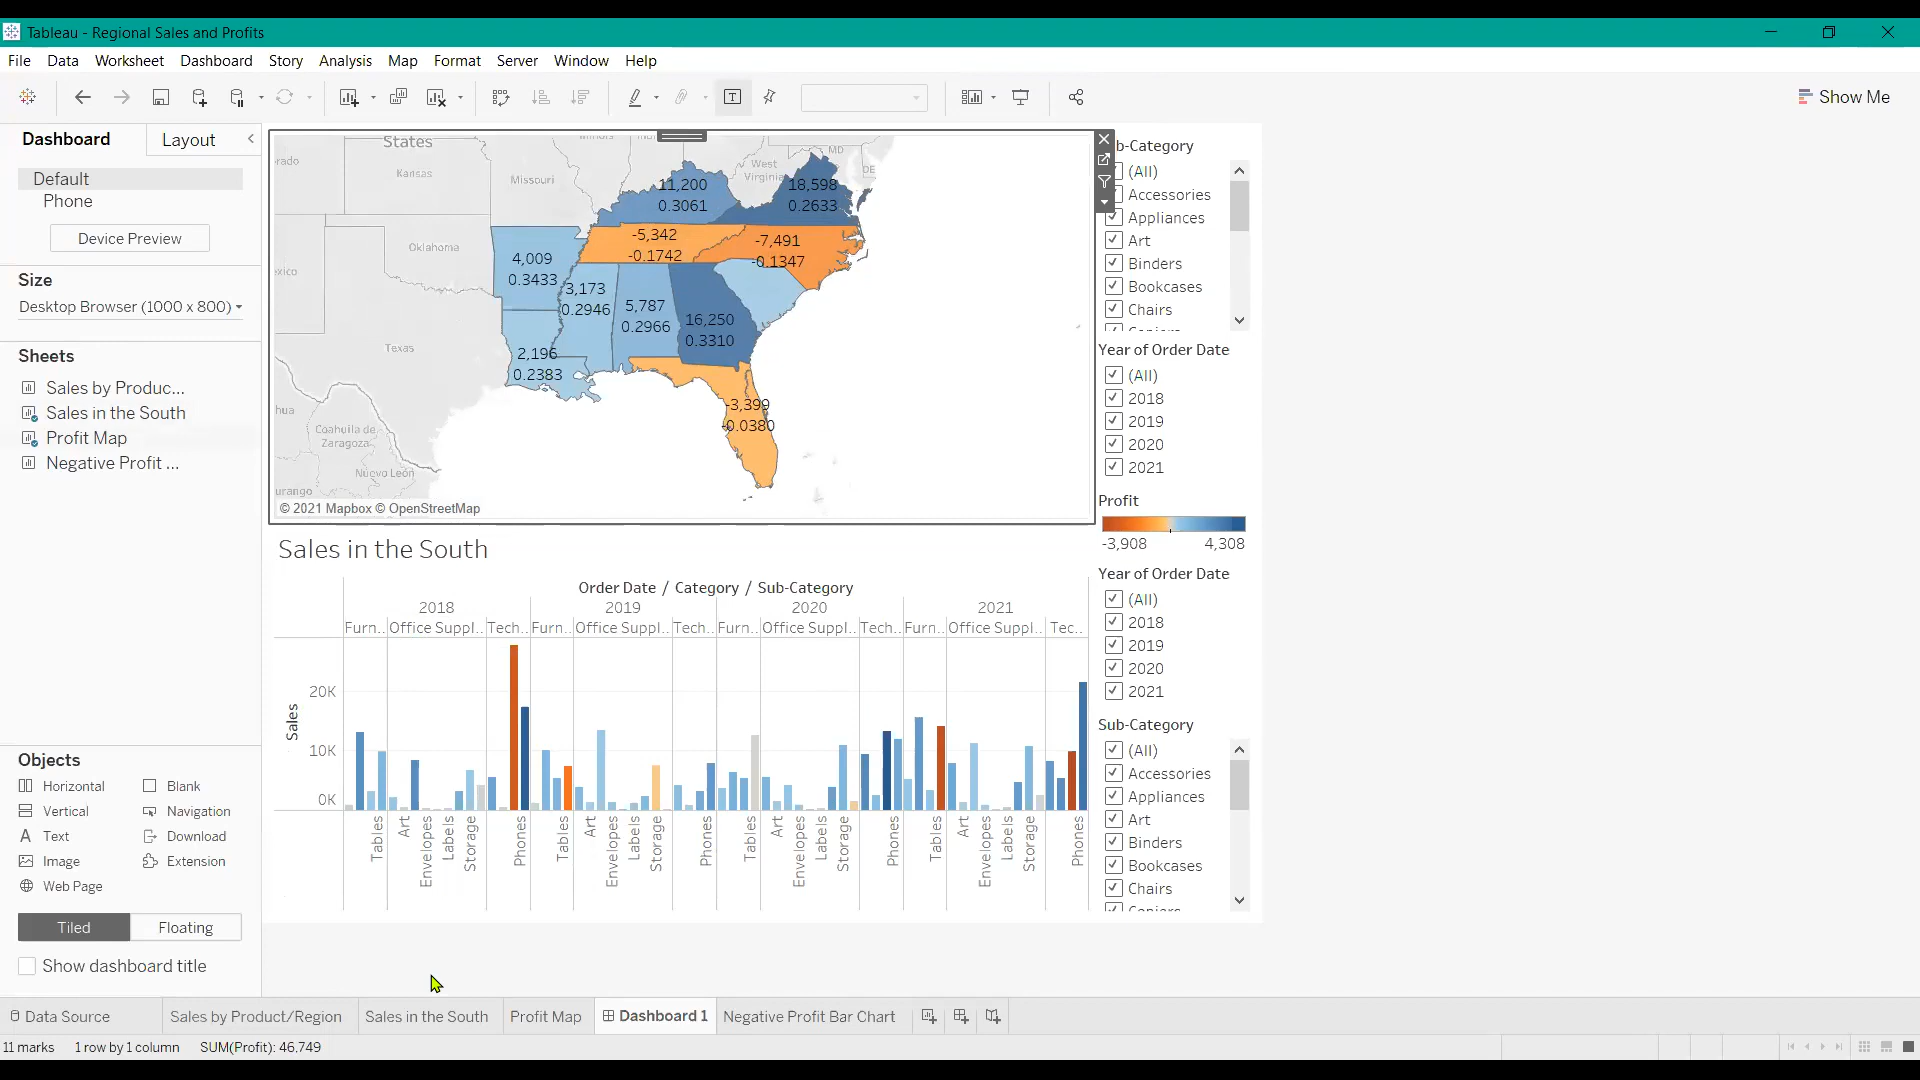 Tableau - Regional Sales and Profits
File Data Worksheet Dashboard Story Analysis Map Format Server Window Help
Show Me
Dashboard Layout
Default
Phone
Device Preview
Size
Desktop Browser (1000 x 800)
Sheets
Sales by Produc...
Sales in the South
Profit Map
Negative Profit ...
Objects
Horizontal Blank
Vertical Navigation
Text Download
Image Extension
Web Page
Tiled Floating
Show dashboard title
States
rado
Kansas
Missouri
West
Virginia
MD
DE
Oklahoma
exico
Texas
hua
Coahuila de
Zaragoza
Nuevo León
urango
11,200
0.3061
18,598
0.2633
-5,342
-0.1742
-7,491
-0.1347
4,009
0.3433
3,173
0.2946
5,787
0.2966
16,250
0.3310
2,196
0.2383
-3,399
-0.0380
© 2021 Mapbox © OpenStreetMap
b-Category
(All)
Accessories
Appliances
Art
Binders
Bookcases
Chairs
Year of Order Date
(All)
2018
2019
2020
2021
Profit
-3,908 4,308
Year of Order Date
(All)
2018
2019
2020
2021
Sub-Category
(All)
Accessories
Appliances
Art
Binders
Bookcases
Chairs
Sales in the South
Order Date / Category / Sub-Category
2018 2019 2020 2021
Furn.. Office Suppl.. Tech.. Furn.. Office Suppl.. Tech.. Furn.. Office Suppl.. Tech.. Furn.. Office Suppl.. Tec..
Sales
20K
10K
0K
Tables Art Envelopes Labels Storage Phones Tables Art Envelopes Labels Storage Phones Tables Art Envelopes Labels Storage Phones Tables Art Envelopes Labels Storage Phones
Data Source Sales by Product/Region Sales in the South Profit Map Dashboard 1 Negative Profit Bar Chart
11 marks 1 row by 1 column SUM(Profit): 46,749